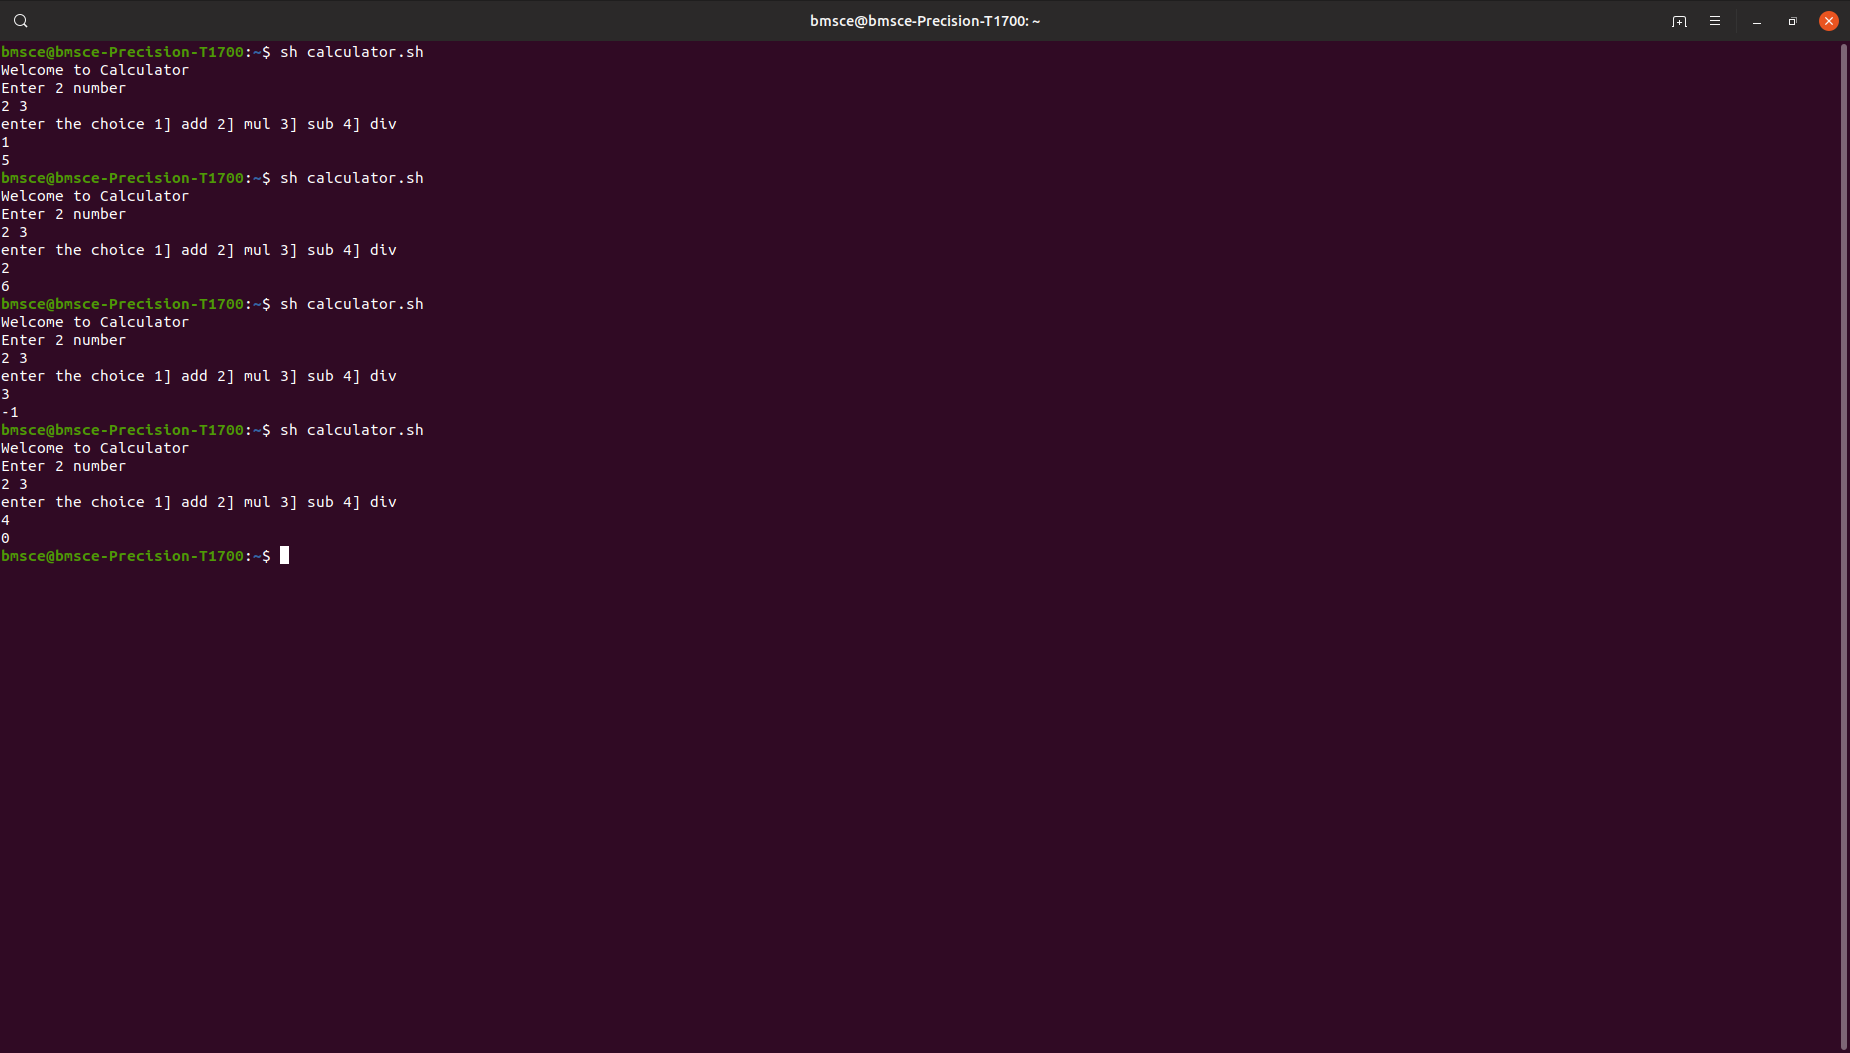 bmsce@bmsce-Precision-T1700: ~
bmsce@bmsce-Precision-T1700:~$ sh calculator.sh
Welcome to Calculator
Enter 2 number
2 3
enter the choice 1] add 2] mul 3] sub 4] div
1
5
bmsce@bmsce-Precision-T1700:~$ sh calculator.sh
Welcome to Calculator
Enter 2 number
2 3
enter the choice 1] add 2] mul 3] sub 4] div
2
6
bmsce@bmsce-Precision-T1700:~$ sh calculator.sh
Welcome to Calculator
Enter 2 number
2 3
enter the choice 1] add 2] mul 3] sub 4] div
3
-1
bmsce@bmsce-Precision-T1700:~$ sh calculator.sh
Welcome to Calculator
Enter 2 number
2 3
enter the choice 1] add 2] mul 3] sub 4] div
4
0
bmsce@bmsce-Precision-T1700:~$